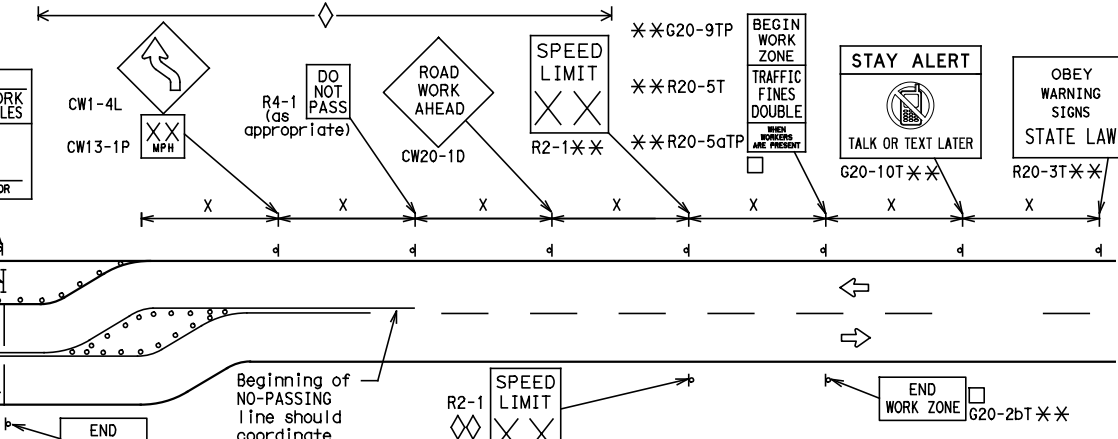 CW1-4L
XX
MPH
CW13-1P
R4-1
(as
appropriate)
DO
NOT
PASS
ROAD
WORK
AHEAD
CW20-1D
SPEED
LIMIT
X X
R2-1**
**G20-9TP
**R20-5T
**R20-5aTP
BEGIN
WORK
ZONE
TRAFFIC
FINES
DOUBLE
WHEN
WORKERS
ARE PRESENT
STAY ALERT
TALK OR TEXT LATER
G20-10T**
OBEY
WARNING
SIGNS
STATE LAW
R20-3T**
X X X X X X X
Beginning of
NO-PASSING
line should
coordinate
R2-1
SPEED
LIMIT
X X
END
WORK ZONE
G20-2bT**
END